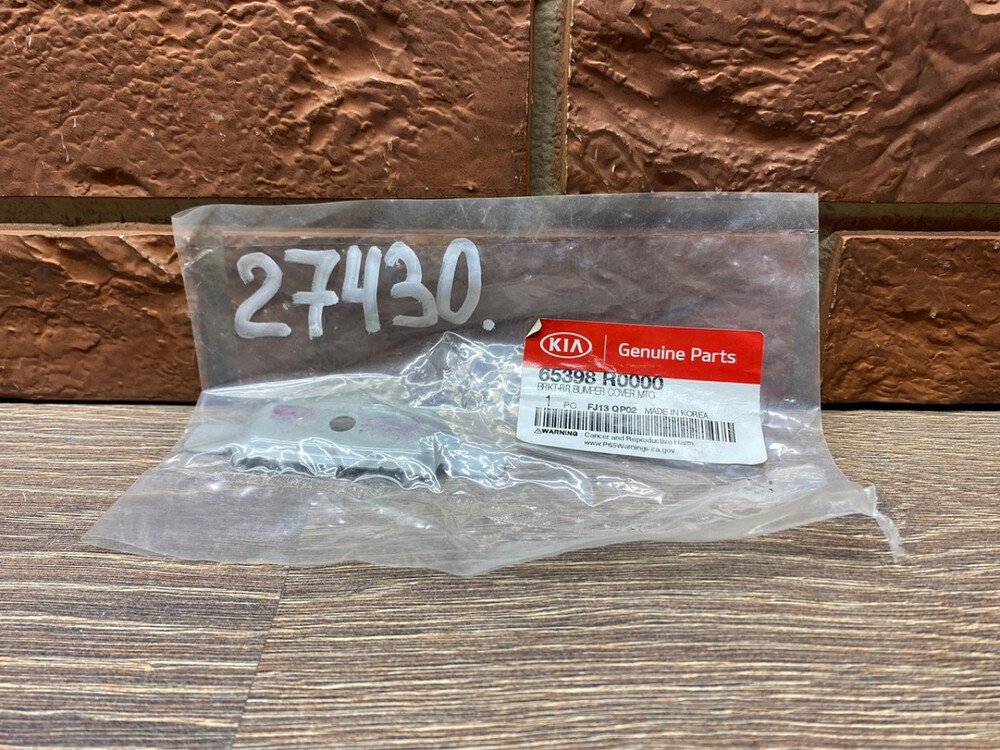 27430.
KIA Genuine Parts
65398 R0000
BRKT-RR BUMPER COVER MTG
1 PC FJ13 QP02 MADE IN KOREA
⚠WARNING Cancer and Reproductive Harm
www.P65Warnings.ca.gov